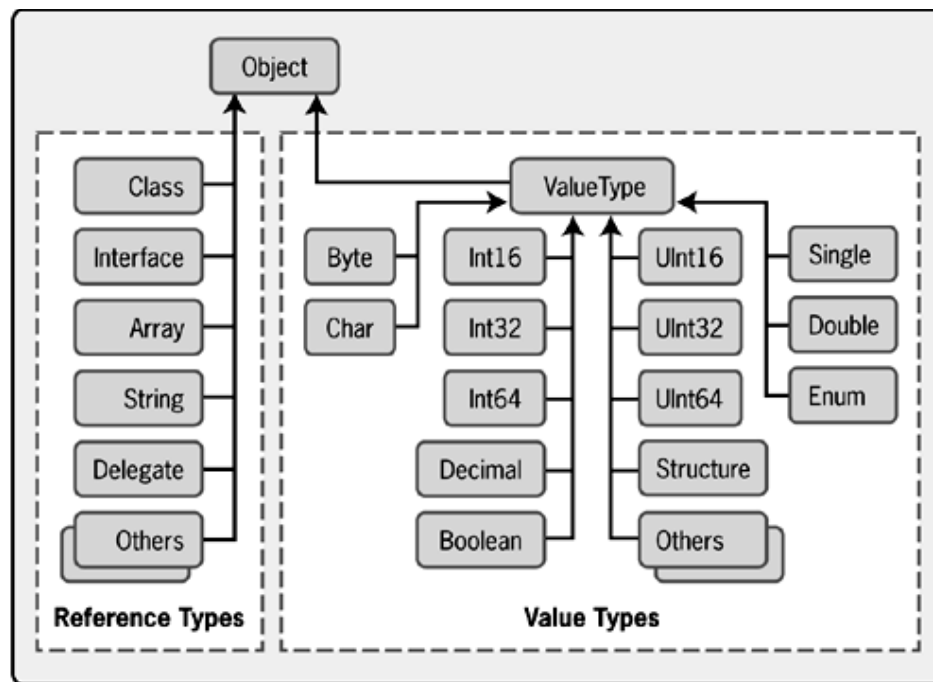 Object
Class
Interface
Array
String
Delegate
Others
Reference Types
ValueType
Byte
Char
Int16
Int32
Int64
Decimal
Boolean
UInt16
UInt32
UInt64
Structure
Others
Single
Double
Enum
Value Types